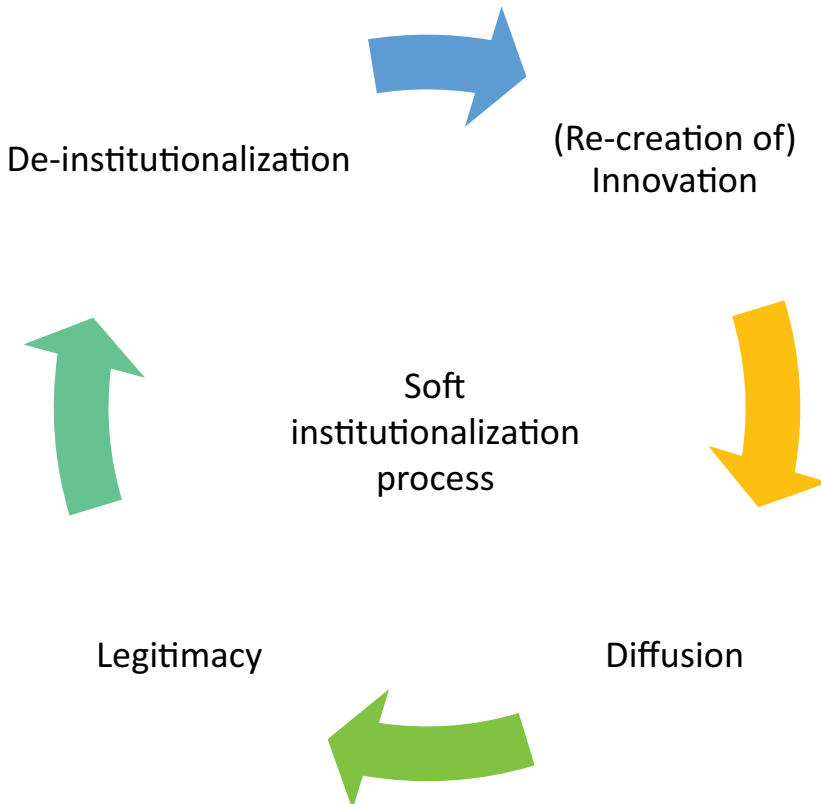 De-institutionalization
(Re-creation of)
Innovation
Soft
institutionalization
process
Legitimacy
Diffusion